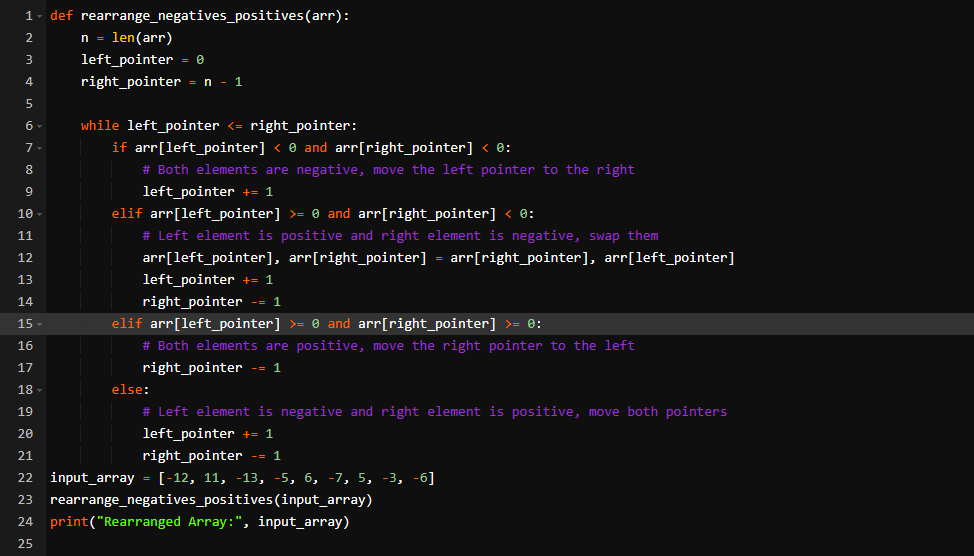 1 def rearrange_negatives_positives(arr):
2     n = len(arr)
3     left_pointer = 0
4     right_pointer = n - 1
5
6     while left_pointer <= right_pointer:
7         if arr[left_pointer] < 0 and arr[right_pointer] < 0:
8             # Both elements are negative, move the left pointer to the right
9             left_pointer += 1
10         elif arr[left_pointer] >= 0 and arr[right_pointer] < 0:
11             # Left element is positive and right element is negative, swap them
12             arr[left_pointer], arr[right_pointer] = arr[right_pointer], arr[left_pointer]
13             left_pointer += 1
14             right_pointer -= 1
15         elif arr[left_pointer] >= 0 and arr[right_pointer] >= 0:
16             # Both elements are positive, move the right pointer to the left
17             right_pointer -= 1
18         else:
19             # Left element is negative and right element is positive, move both pointers
20             left_pointer += 1
21             right_pointer -= 1
22 input_array = [-12, 11, -13, -5, 6, -7, 5, -3, -6]
23 rearrange_negatives_positives(input_array)
24 print("Rearranged Array:", input_array)
25